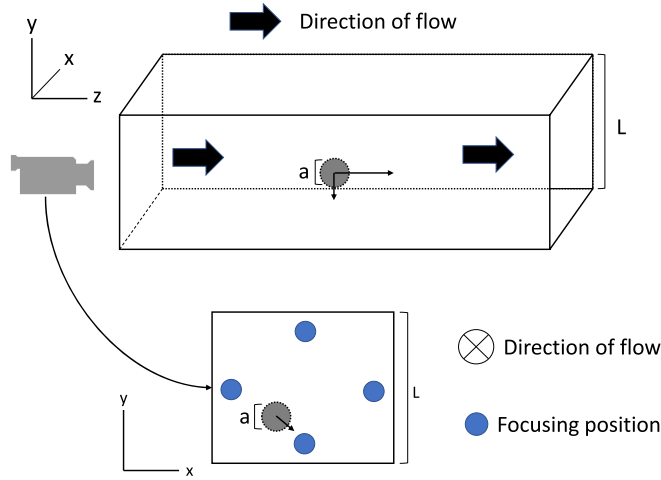 Direction of flow
y
x
z
L
a
Direction of flow
L
a
y
x
Focusing position